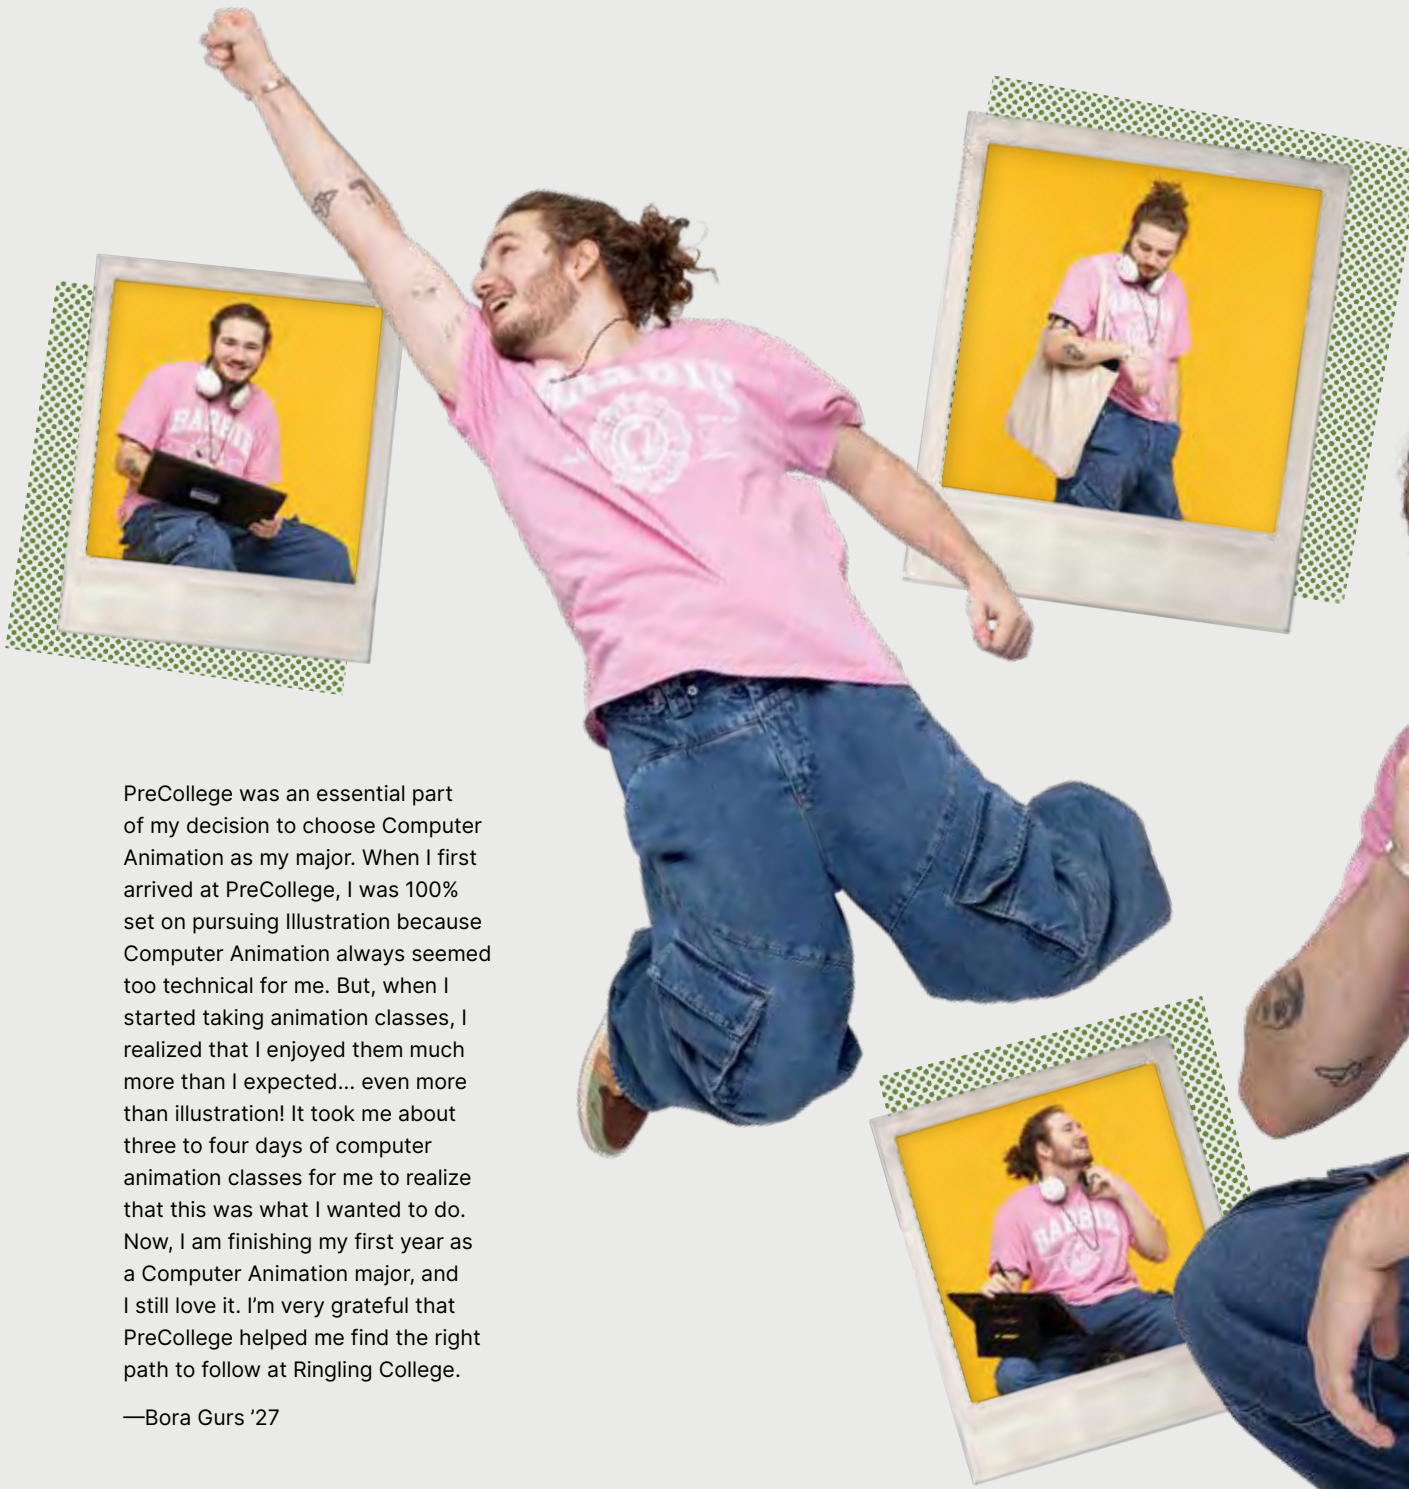 BARBIE
PreCollege was an essential part
of my decision to choose Computer
Animation as my major. When I first
arrived at PreCollege, I was 100%
set on pursuing Illustration because
Computer Animation always seemed
too technical for me. But, when I
started taking animation classes, I
realized that I enjoyed them much
more than I expected... even more
than illustration! It took me about
three to four days of computer
animation classes for me to realize
that this was what I wanted to do.
Now, I am finishing my first year as
a Computer Animation major, and
I still love it. I’m very grateful that
PreCollege helped me find the right
path to follow at Ringling College.
—Bora Gurs ’27
BARBIE